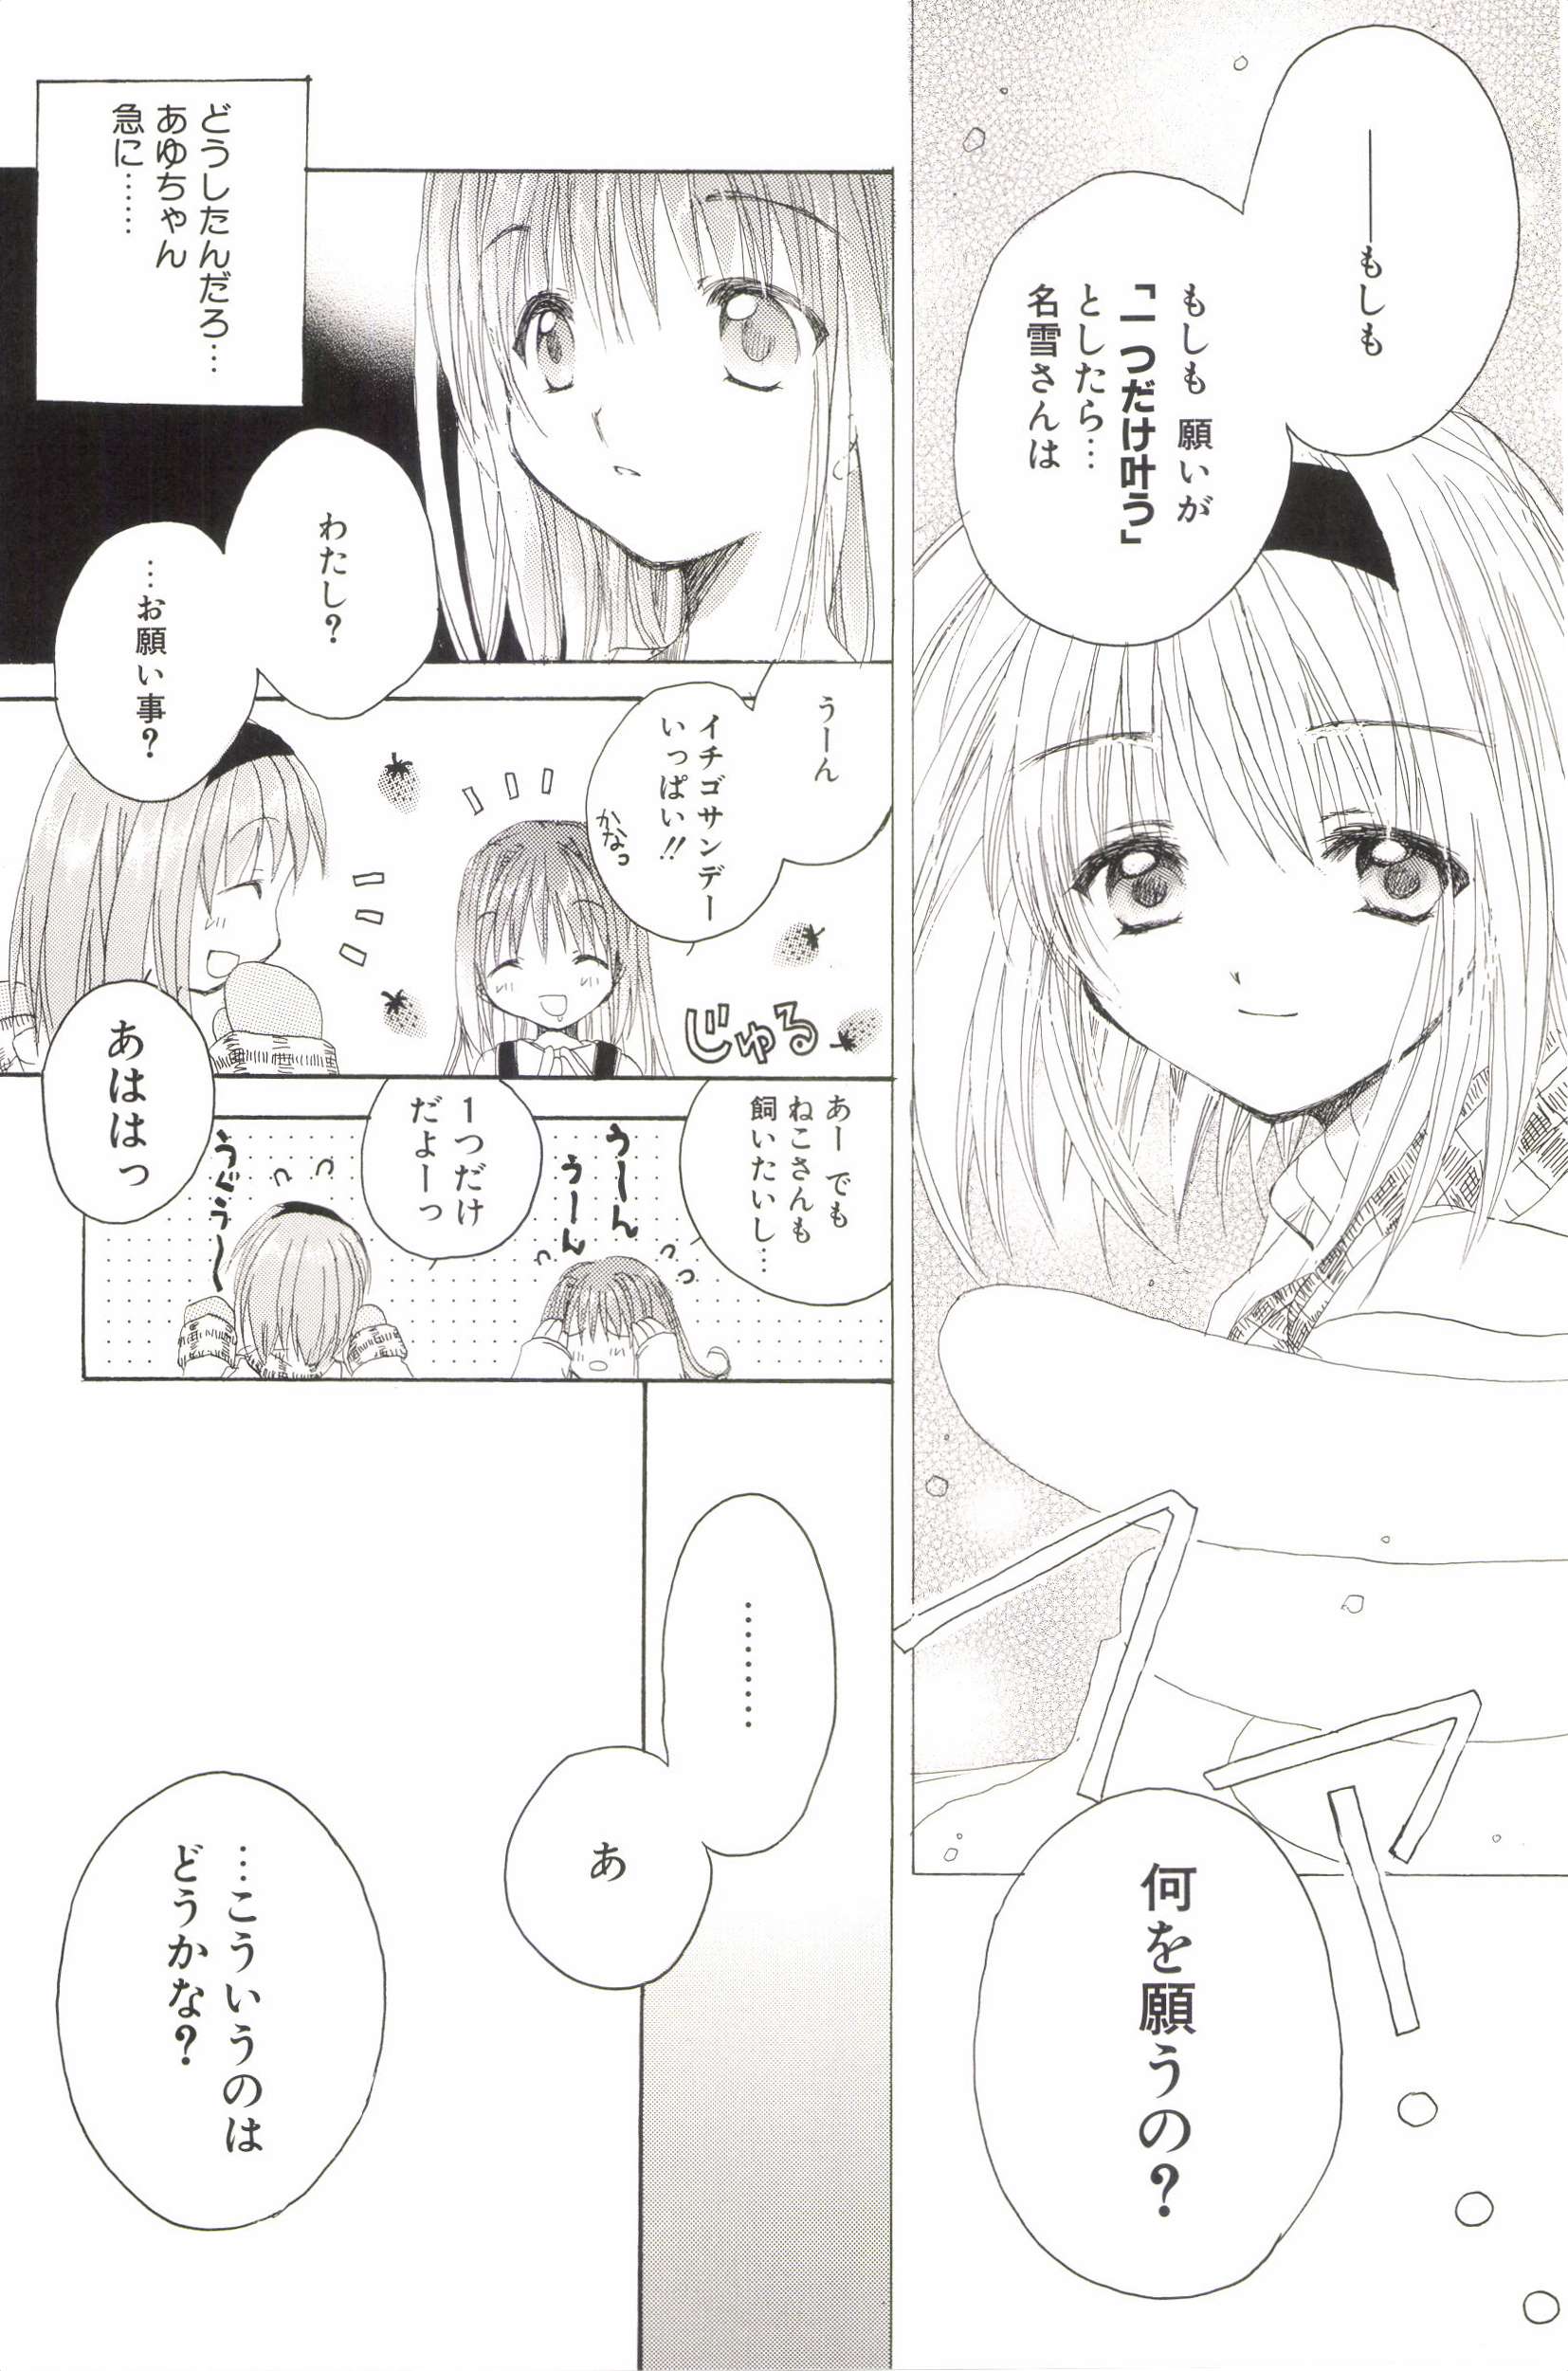 ――もしも
もしも 願いが
「一つだけ叶う」
としたら…
名雪さんは
何を願うの?
どうしたんだろ…
あゆちゃん
急に……
わたし?
…お願い事?
うーん
イチゴサンデー
いっぱい!!
かなっ
じゅる
あははっ
あー でも
ねこさんも
飼いたいし…
うーん
うーん
1つだけ
だよーっ
うぐぅ〜
………
あ
…こういうのは
どうかな?